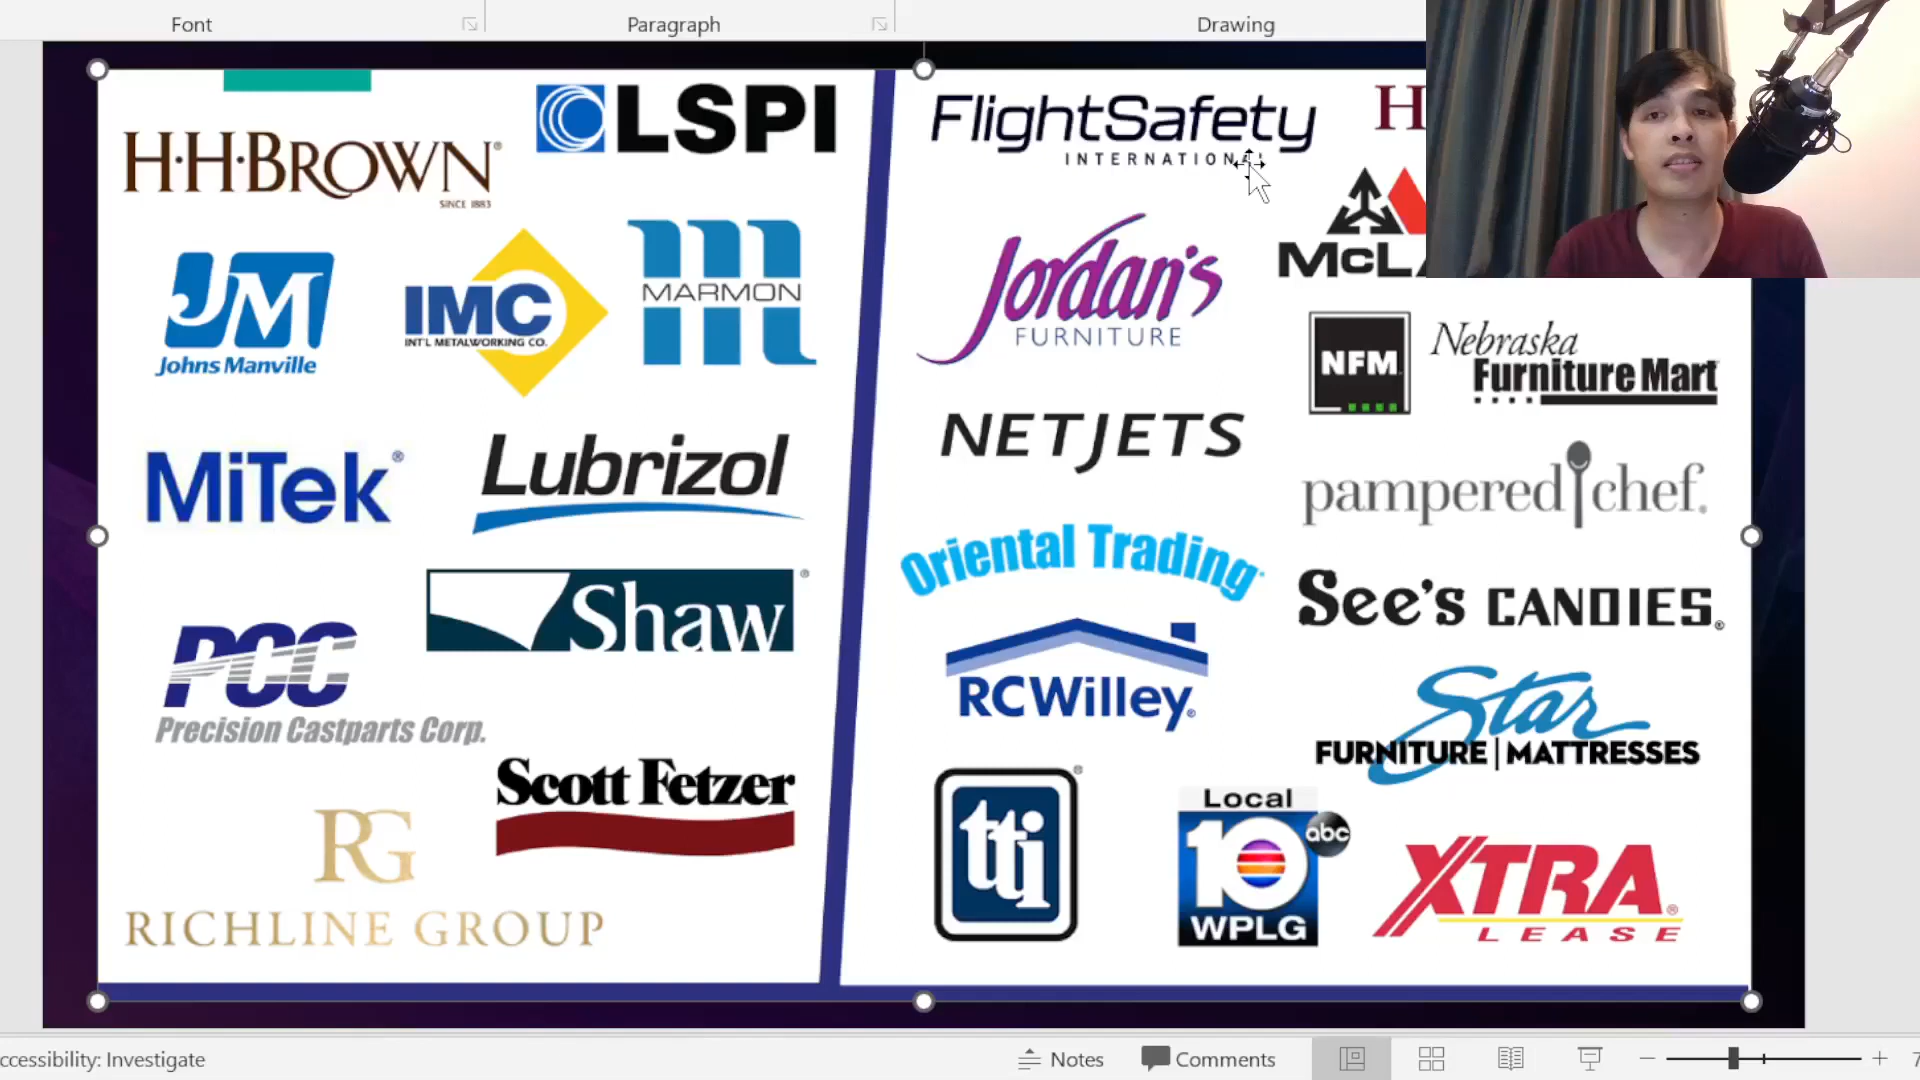 Font
Paragraph
Drawing
H·H·BROWN®
SINCE 1883
LSPI
FlightSafety
INTERNATIONAL
H
JM
Johns Manville
IMC
INT'L METALWORKING CO.
MARMON
Jordan's
FURNITURE
McLA
NFM
Nebraska
Furniture Mart
MiTek®
Lubrizol
NETJETS
pampered chef®
Oriental Trading
Shaw®
See's CANDIES®
PCC
Precision Castparts Corp.
RCWilley®
Star
FURNITURE | MATTRESSES
Scott Fetzer
tti®
Local
10
abc
WPLG
XTRA®
LEASE
RG
RICHLINE GROUP
ccessibility: Investigate
Notes
Comments
7